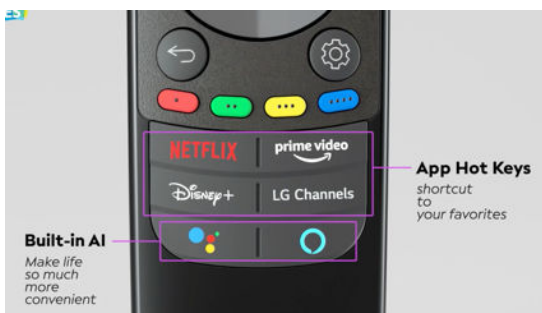 ES
NETFLIX
prime video
Disney+
LG Channels
App Hot Keys
shortcut
to
your favorites
Built-in AI
Make life
so much
more
convenient